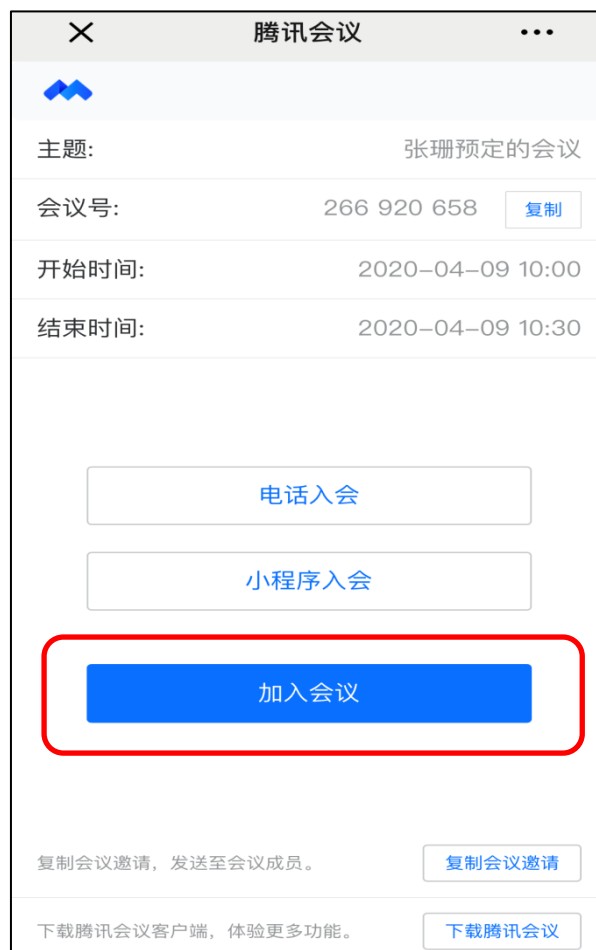 腾讯会议
主题: 张珊预定的会议
会议号: 266 920 658 复制
开始时间: 2020-04-09 10:00
结束时间: 2020-04-09 10:30
电话入会
小程序入会
加入会议
复制会议邀请，发送至会议成员。 复制会议邀请
下载腾讯会议客户端，体验更多功能。 下载腾讯会议